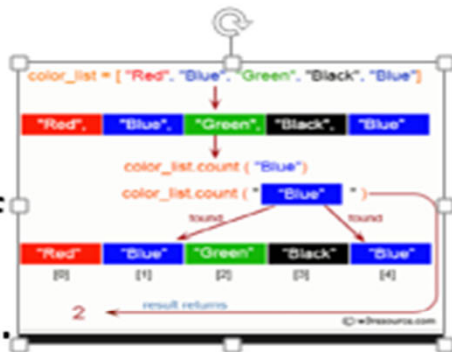 color_list = [ "Red", "Blue", "Green", "Black", "Blue"]
"Red", "Blue", "Green", "Black", "Blue"
color_list.count ( "Blue")
color_list.count ( " "Blue" " )
found found
"Red" "Blue" "Green" "Black" "Blue"
[0] [1] [2] [3] [4]
2 result returns
© w3resource.com